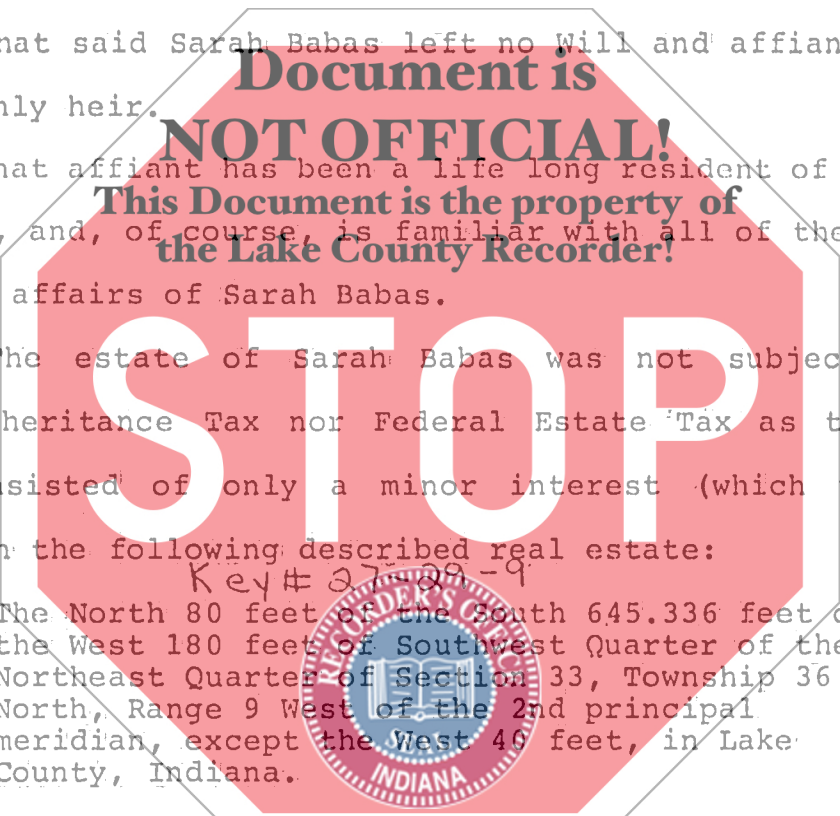 hat said Sarah Babas left no Will and affian
Document is
nly heir.
NOT OFFICIAL!
hat affiant has been a life long resident of
This Document is the property of
, and, of course, is familiar with all of the
the Lake County Recorder!
affairs of Sarah Babas.
STOP
The estate of Sarah Babas was not subjec
heritance Tax nor Federal Estate Tax as t
sisted of only a minor interest (which
n the following described real estate:
Key# 27-29-9
The North 80 feet of the South 645.336 feet o
the West 180 feet of Southwest Quarter of the
Northeast Quarter of Section 33, Township 36
North, Range 9 West of the 2nd principal
meridian, except the West 40 feet, in Lake
County, Indiana.
RECORDER'S OFFICE
SEAL
INDIANA